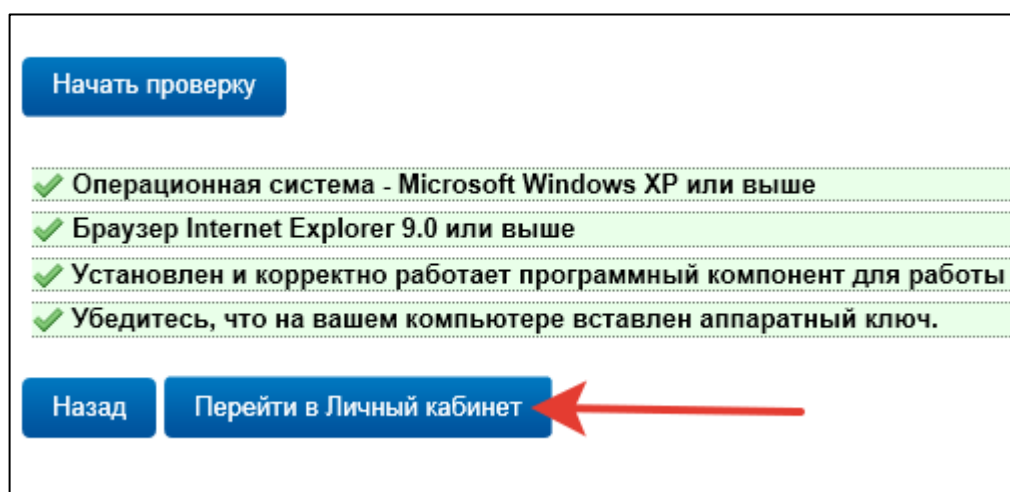 Начать проверку
Операционная система - Microsoft Windows XP или выше
Браузер Internet Explorer 9.0 или выше
Установлен и корректно работает программный компонент для работы
Убедитесь, что на вашем компьютере вставлен аппаратный ключ.
Назад Перейти в Личный кабинет